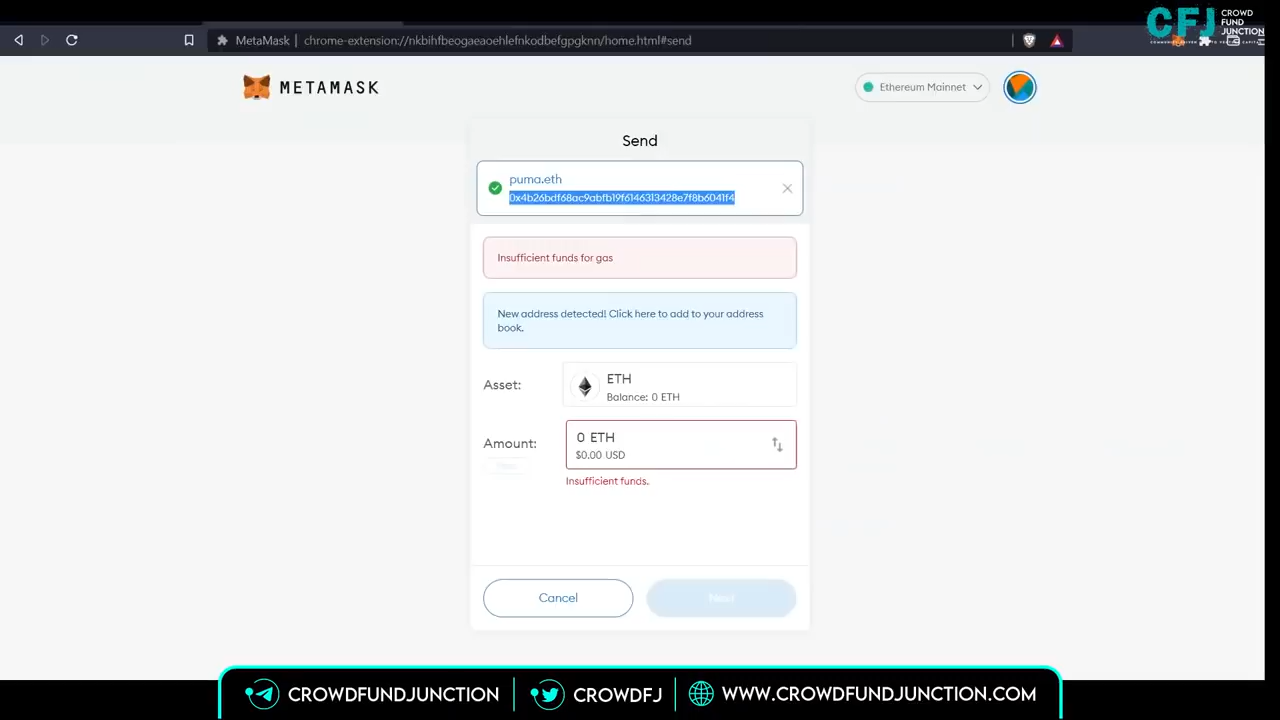 CFJ
CROWD
FUND
JUNCTION
MetaMask
chrome-extension://nkbihfbeogaeaoehlefnkodbefgpgknn/home.html#send
METAMASK
Ethereum Mainnet
Send
puma.eth
0x4b26bdf68ac9abfb19f6146313428e7f8b6041f4
Insufficient funds for gas
New address detected! Click here to add to your address
book.
Asset:
ETH
Balance: 0 ETH
Amount:
0 ETH
$0.00 USD
Insufficient funds.
Cancel
Next
CROWDFUNDJUNCTION
CROWDFJ
WWW.CROWDFUNDJUNCTION.COM